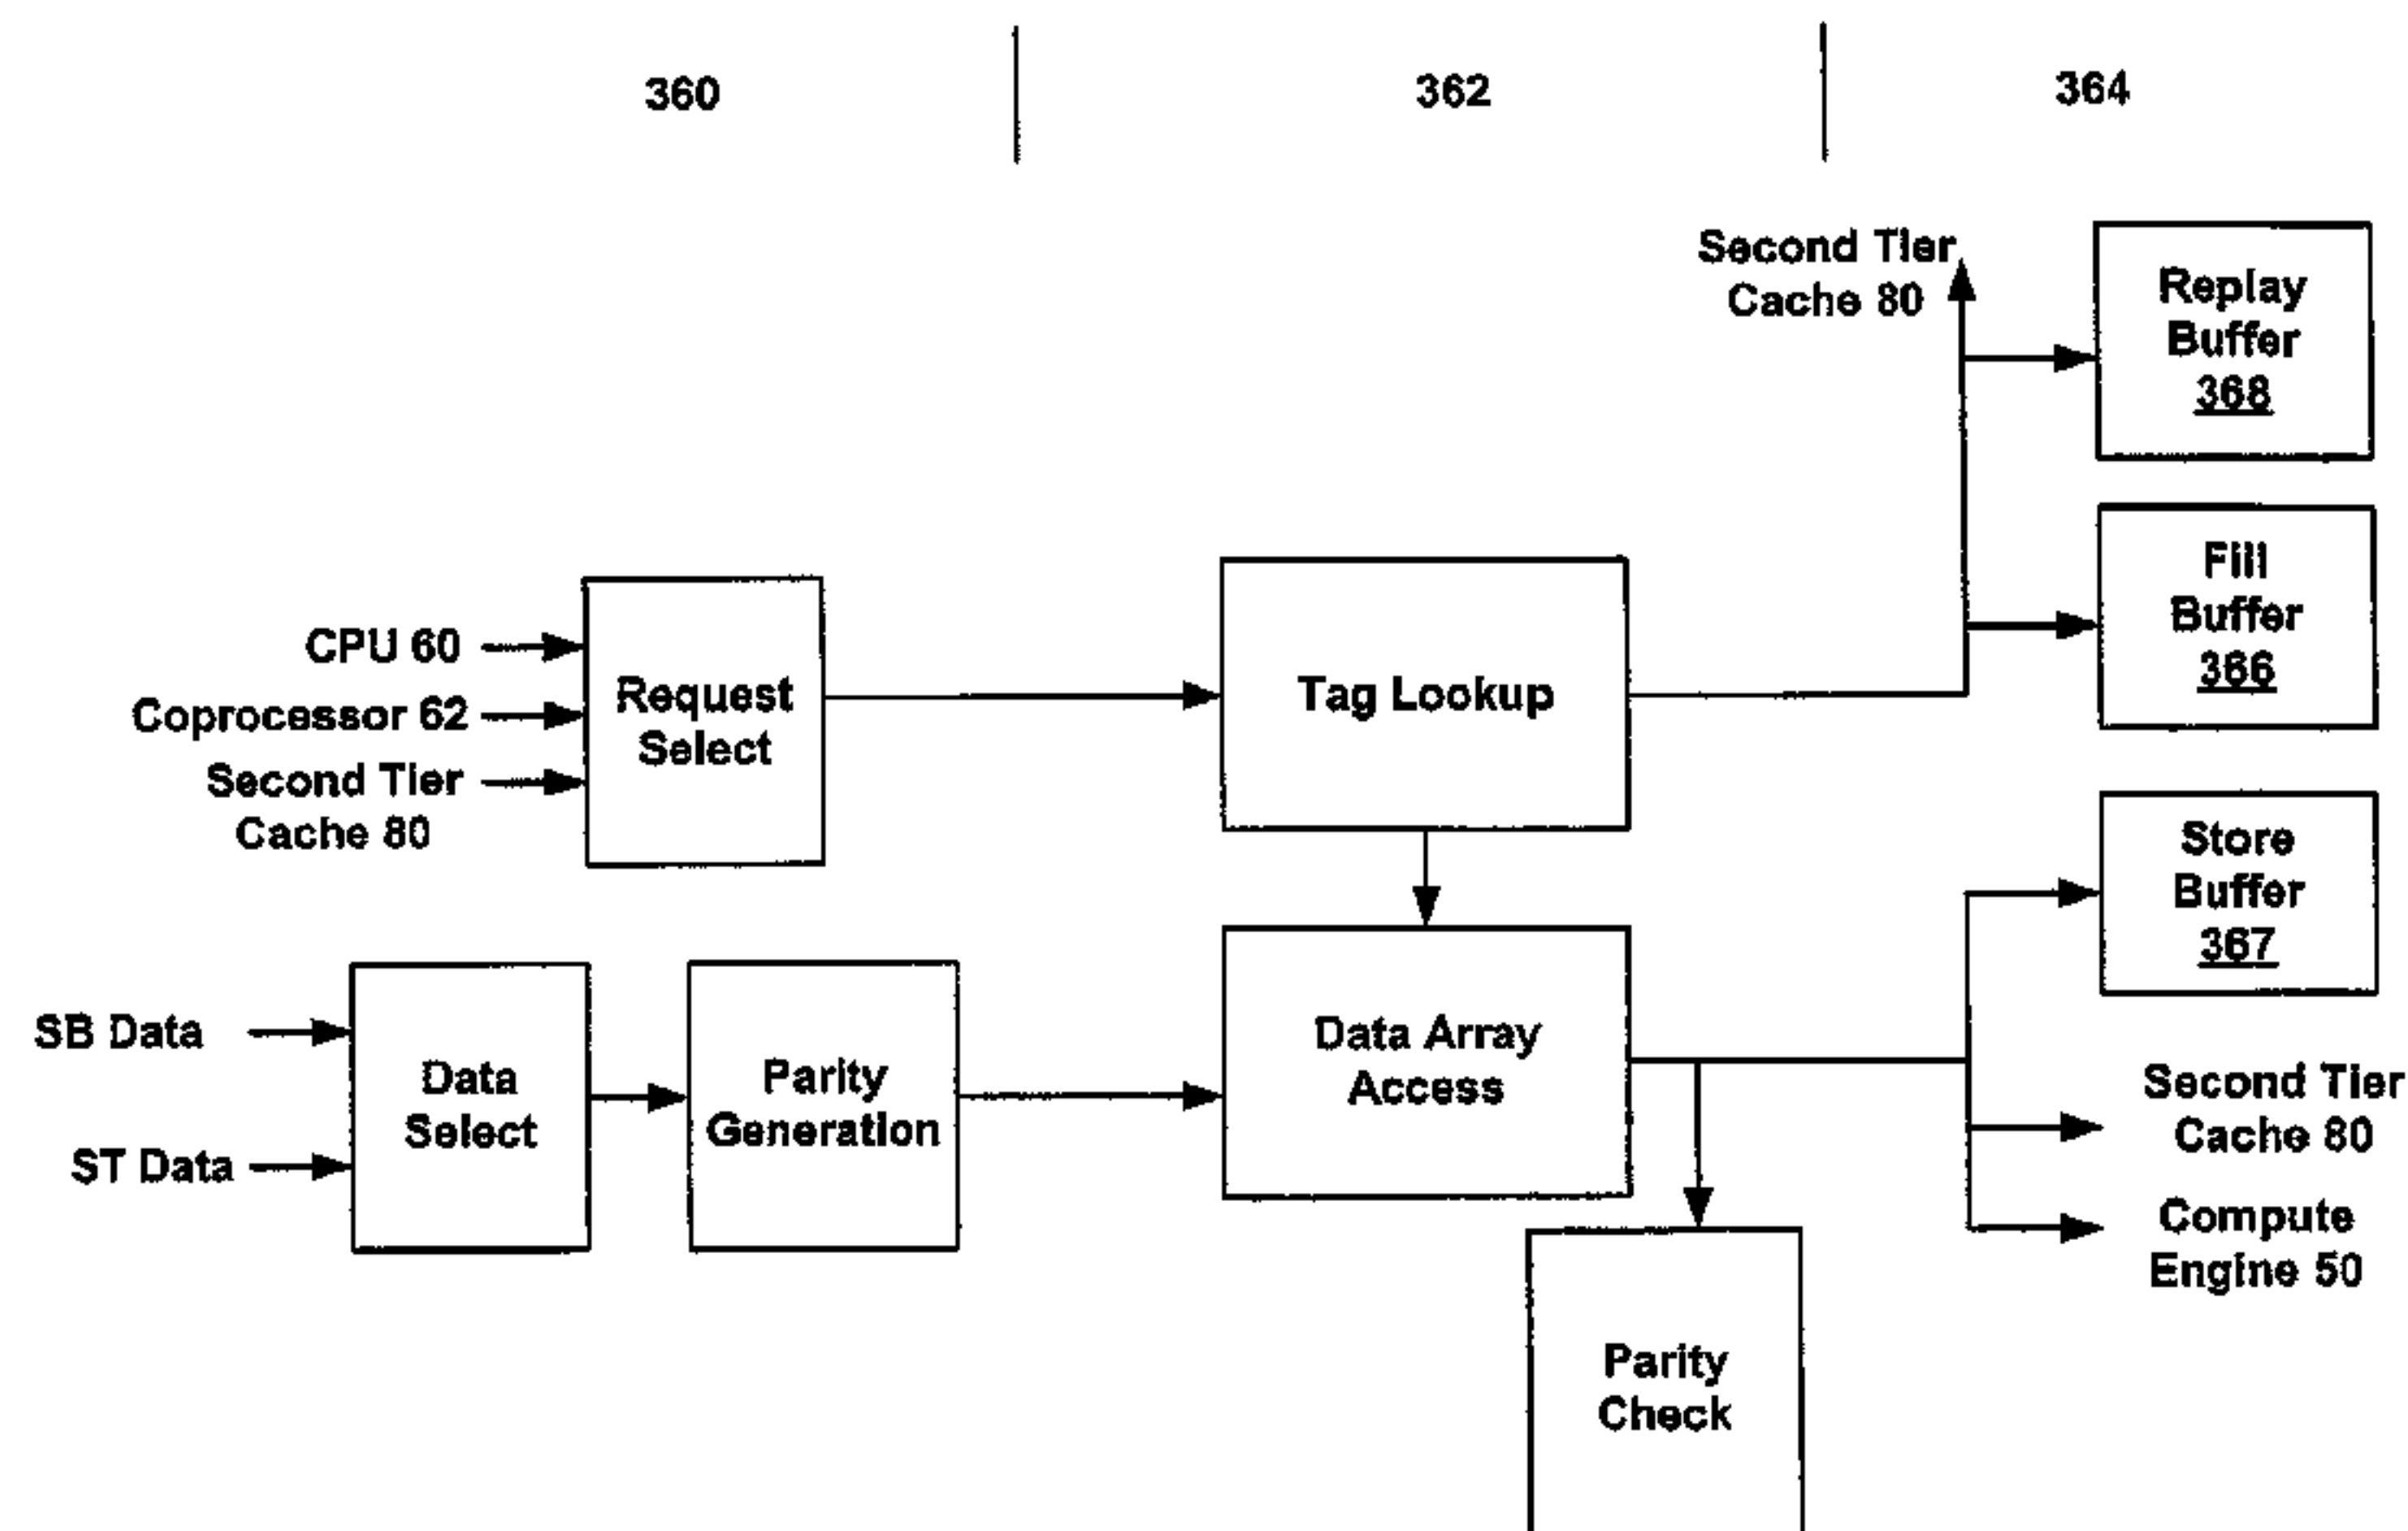 360
362
364
Second Tier
Cache 80
Replay
Buffer
368
Fill
Buffer
366
CPU 60
Coprocessor 62
Second Tier
Cache 80
Request
Select
Tag Lookup
Store
Buffer
367
SB Data
ST Data
Data
Select
Parity
Generation
Data Array
Access
Second Tier
Cache 80
Compute
Engine 50
Parity
Check